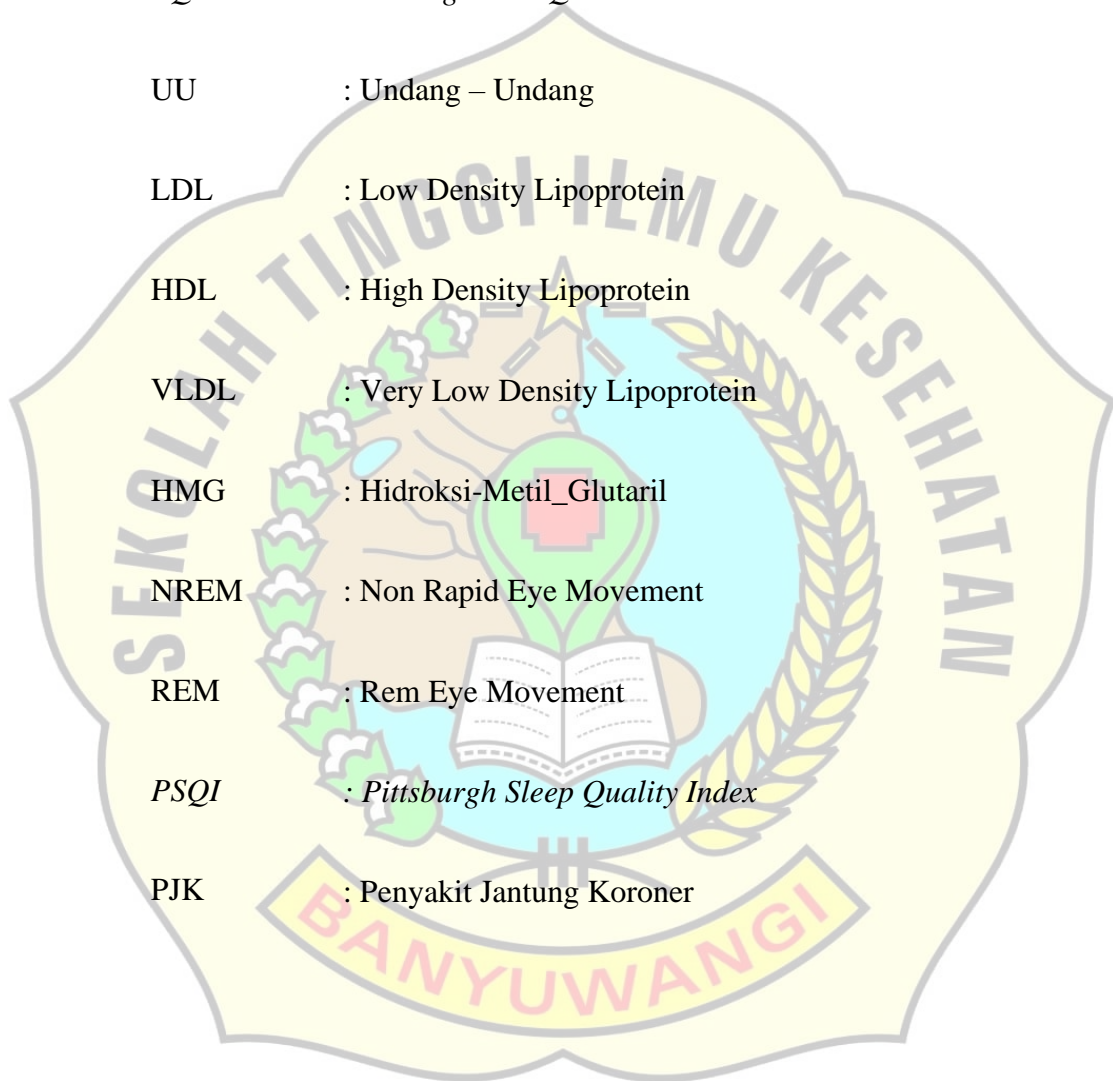 UU : Undang – Undang
LDL : Low Density Lipoprotein
HDL : High Density Lipoprotein
VLDL : Very Low Density Lipoprotein
HMG : Hidroksi-Metil_Glutaril
NREM : Non Rapid Eye Movement
REM : Rem Eye Movement
PSQI : Pittsburgh Sleep Quality Index
PJK : Penyakit Jantung Koroner
SEKOLAH TINGGI ILMU KESEHATAN
BANYUWANGI